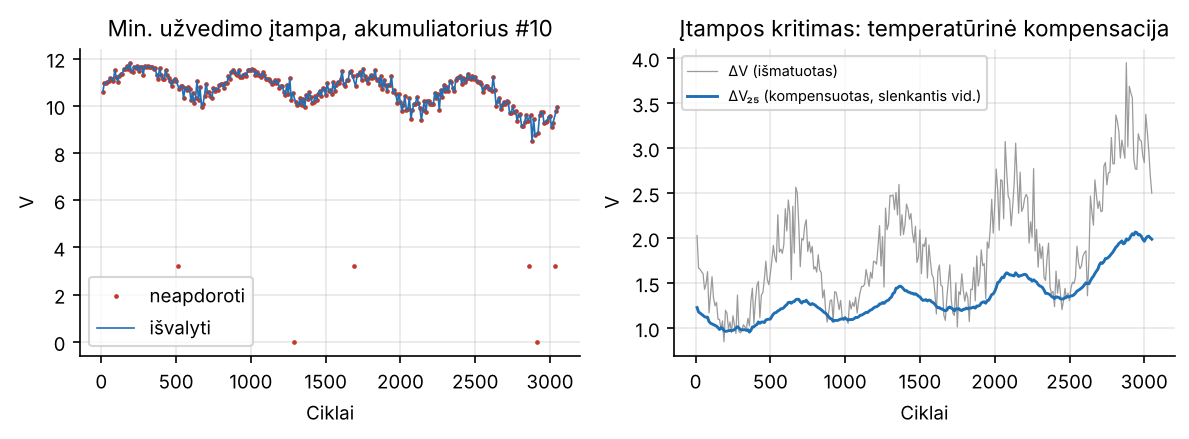 Min. užvedimo įtampa, akumuliatorius #10
12
10
8
6
4
2
0
V
neapdoroti
išvalyti
0 500 1000 1500 2000 2500 3000
Ciklai
Įtampos kritimas: temperatūrinė kompensacija
4.0
3.5
3.0
2.5
2.0
1.5
1.0
V
ΔV (išmatuotas)
ΔV₂₅ (kompensuotas, slenkantis vid.)
0 500 1000 1500 2000 2500 3000
Ciklai